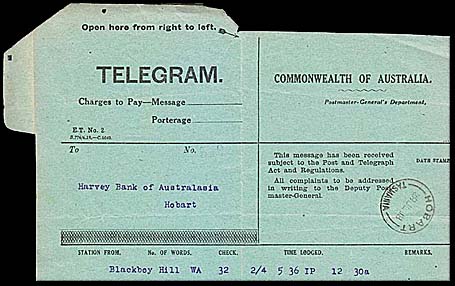 Open here from right to left.
TELEGRAM.
Charges to Pay—Message
Porterage
E.T. No. 2.
To No.
Harvey Bank of Australasia
Hobart
COMMONWEALTH OF AUSTRALIA.
Postmaster-General's Department.
This message has been received
subject to the Post and Telegraph
Act and Regulations.
All complaints to be addressed
in writing to the Deputy Post
master-General.
DATE STAMP
HOBART
TASMANIA
STATION FROM. No. OF WORDS. CHECK. TIME LODGED. REMARKS.
Blackboy Hill WA 32 2/4 5 36 IP 12 30a